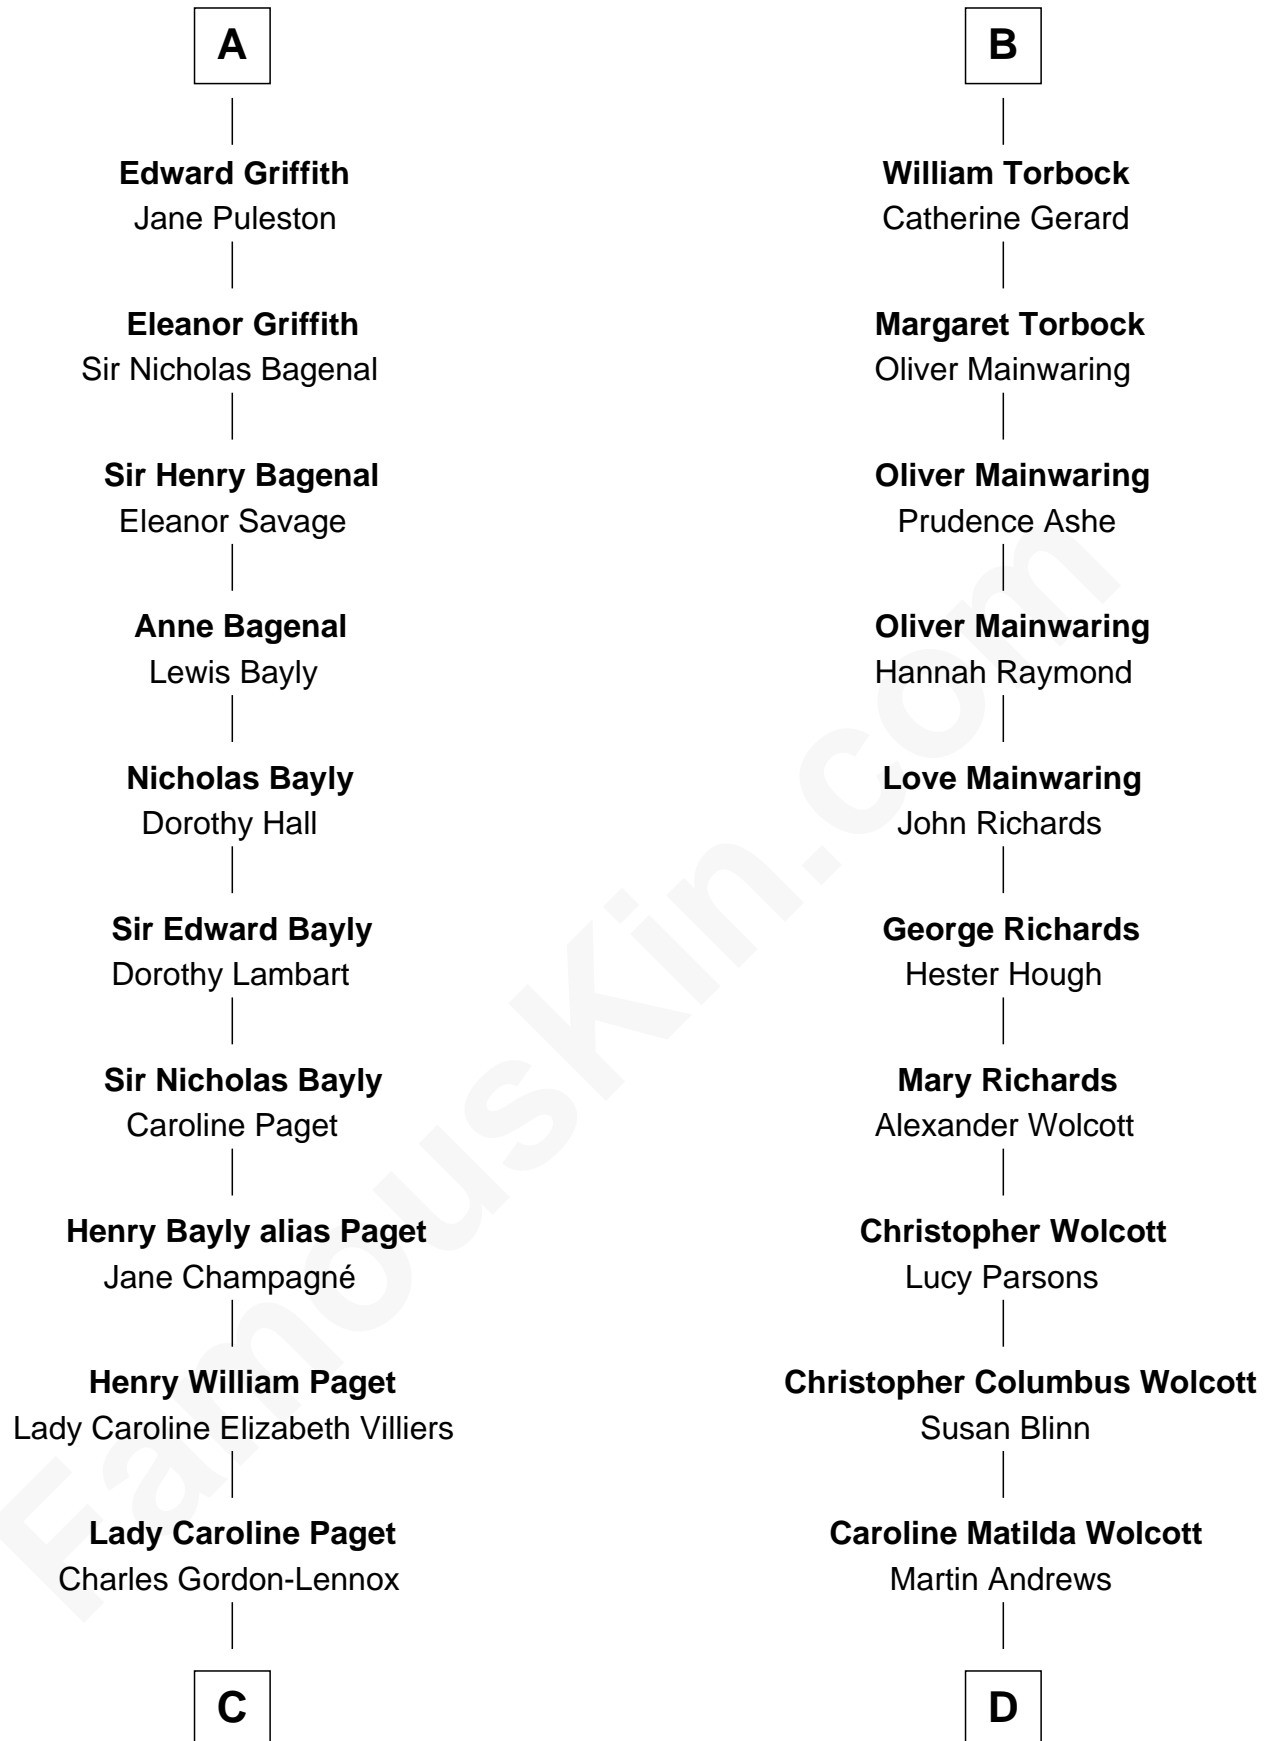 A
Edward Griffith
Jane Puleston
Eleanor Griffith
Sir Nicholas Bagenal
Sir Henry Bagenal
Eleanor Savage
Anne Bagenal
Lewis Bayly
Nicholas Bayly
Dorothy Hall
Sir Edward Bayly
Dorothy Lambart
Sir Nicholas Bayly
Caroline Paget
Henry Bayly alias Paget
Jane Champagné
Henry William Paget
Lady Caroline Elizabeth Villiers
Lady Caroline Paget
Charles Gordon-Lennox
C
B
William Torbock
Catherine Gerard
Margaret Torbock
Oliver Mainwaring
Oliver Mainwaring
Prudence Ashe
Oliver Mainwaring
Hannah Raymond
Love Mainwaring
John Richards
George Richards
Hester Hough
Mary Richards
Alexander Wolcott
Christopher Wolcott
Lucy Parsons
Christopher Columbus Wolcott
Susan Blinn
Caroline Matilda Wolcott
Martin Andrews
D
FamousKin.com